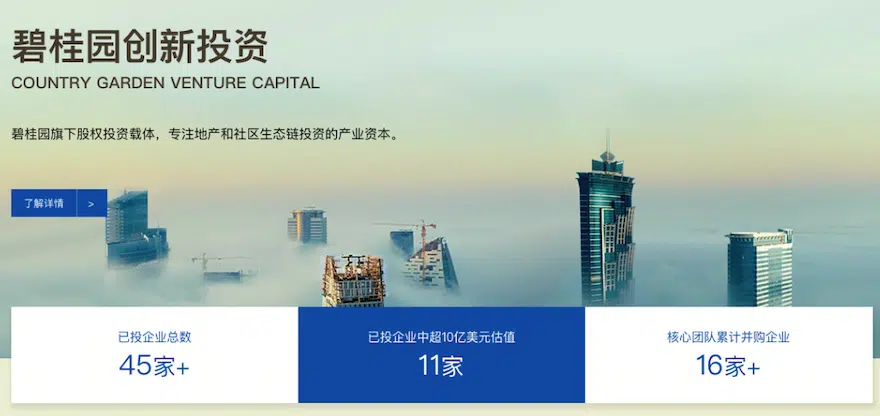 碧桂园创新投资
COUNTRY GARDEN VENTURE CAPITAL
碧桂园旗下股权投资载体，专注地产和社区生态链投资的产业资本。
了解详情 >
已投企业总数
45家+
已投企业中超10亿美元估值
11家
核心团队累计并购企业
16家+